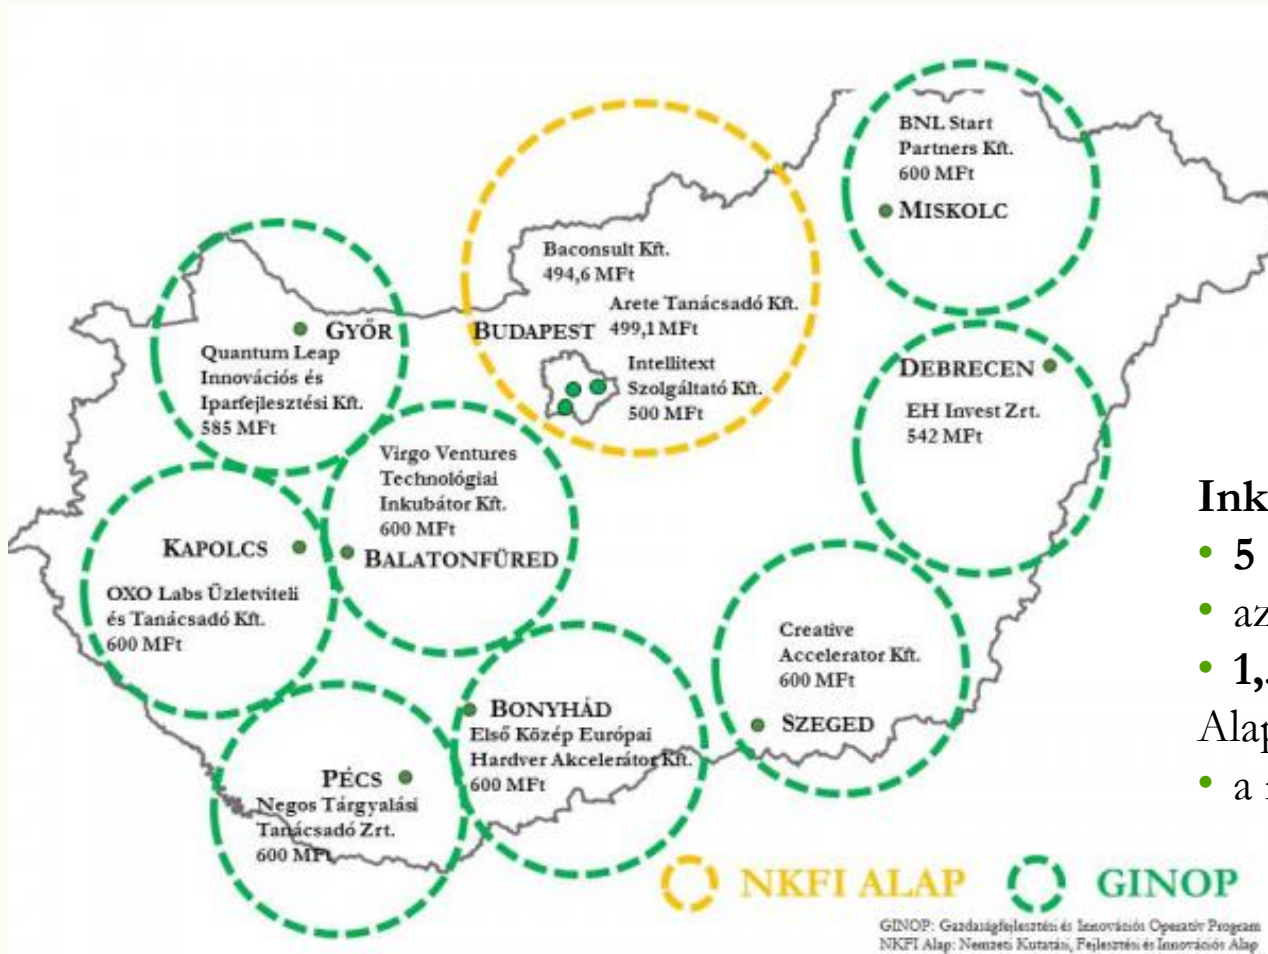 BNL Start
Partners Kft.
600 MFt
MISKOLC
Baconsult Kft.
494,6 MFt
Arete Tanácsadó Kft.
499,1 MFt
BUDAPEST
Intellitext
Szolgáltató Kft.
500 MFt
GYŐR
Quantum Leap
Innovációs és
Iparfejlesztési Kft.
585 MFt
DEBRECEN
EH Invest Zrt.
542 MFt
Virgo Ventures
Technológiai
Inkubátor Kft.
600 MFt
BALATONFÜRED
KAPOLCS
OXO Labs Üzletviteli
és Tanácsadó Kft.
600 MFt
Creative
Accelerator Kft.
600 MFt
SZEGED
BONYHÁD
Első Közép Európai
Hardver Akcelerátor Kft.
600 MFt
PÉCS
Negos Tárgyalási
Tanácsadó Zrt.
600 MFt
Ink
• 5
• az
• 1,
Alap
• a
NKFI ALAP
GINOP
GINOP: Gazdaságfejlesztési és Innovációs Operatív Program
NKFI Alap: Nemzeti Kutatási, Fejlesztési és Innovációs Alap